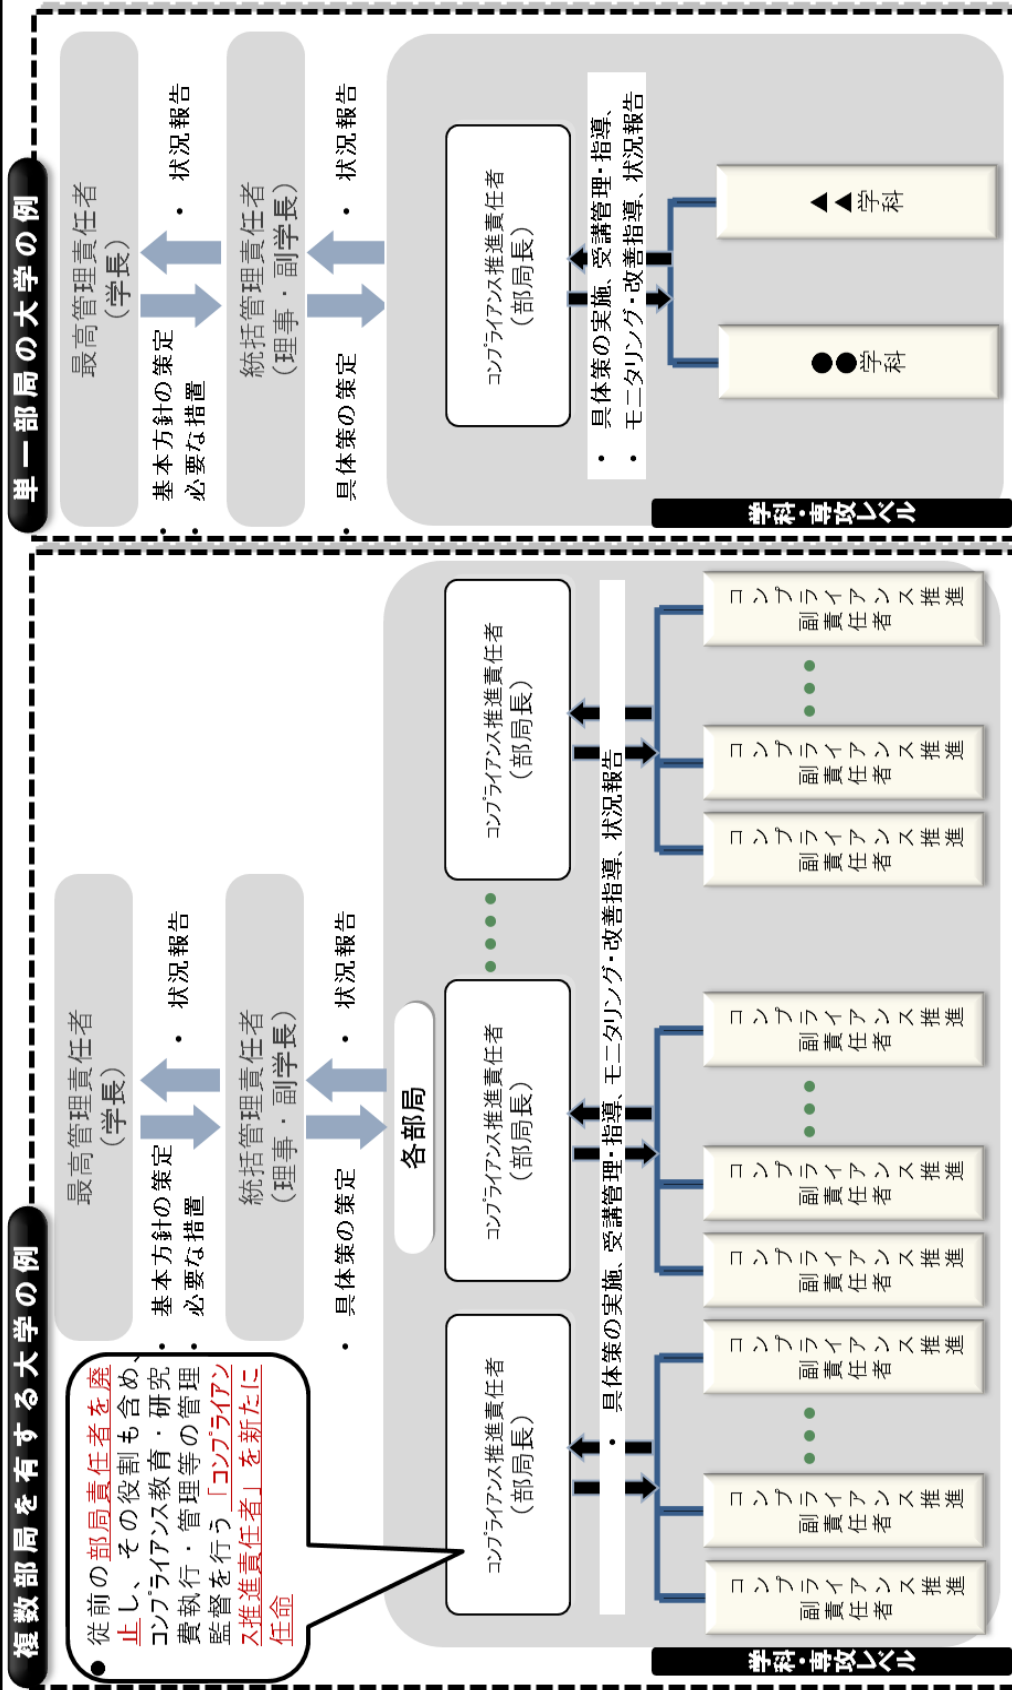 複数部局を有する大学の例
最高管理責任者
（学長）
・ 基本方針の策定
・ 必要な措置
・ 状況報告
統括管理責任者
（理事・副学長）
・ 具体策の策定
・ 状況報告
● 従前の部局責任者を廃
止し、その役割も含め、
コンプライアンス教育・研究
費執行・管理等の管理
監督を行う「コンプライアン
ス推進責任者」を新たに
任命
各部局
コンプライアンス推進責任者
（部局長）
コンプライアンス推進責任者
（部局長）
コンプライアンス推進責任者
（部局長）
・ 具体策の実施、受講管理・指導、モニタリング・改善指導、状況報告
学科・専攻レベル
コンプライアンス推進
副責任者
コンプライアンス推進
副責任者
コンプライアンス推進
副責任者
コンプライアンス推進
副責任者
コンプライアンス推進
副責任者
コンプライアンス推進
副責任者
コンプライアンス推進
副責任者
コンプライアンス推進
副責任者
コンプライアンス推進
副責任者
単一部局の大学の例
最高管理責任者
（学長）
・ 基本方針の策定
・ 必要な措置
・ 状況報告
統括管理責任者
（理事・副学長）
・ 具体策の策定
・ 状況報告
コンプライアンス推進責任者
（部局長）
・ 具体策の実施、受講管理・指導、
・ モニタリング・改善指導、状況報告
学科・専攻レベル
●●学科
▲▲学科